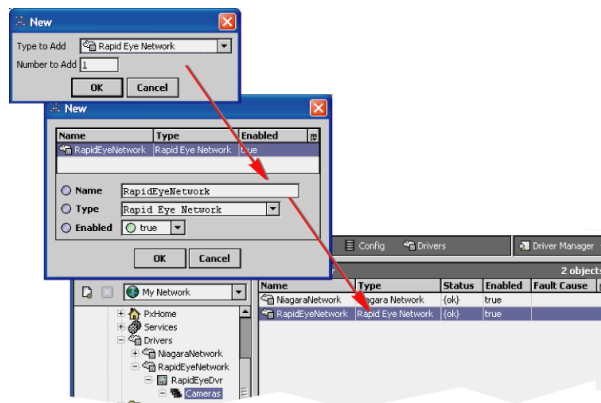 New
Type to Add Rapid Eye Network
Number to Add 1
OK Cancel
New
Name Type Enabled
RapidEyeNetwork Rapid Eye Network true
Name RapidEyeNetwork
Type Rapid Eye Network
Enabled true
OK Cancel
Config Drivers Driver Manager
2 objects
My Network
Name Type Status Enabled Fault Cause
NiagaraNetwork Niagara Network {ok} true
RapidEyeNetwork Rapid Eye Network {ok} true
PxHome
Services
Drivers
NiagaraNetwork
RapidEyeNetwork
RapidEyeDvr
Cameras